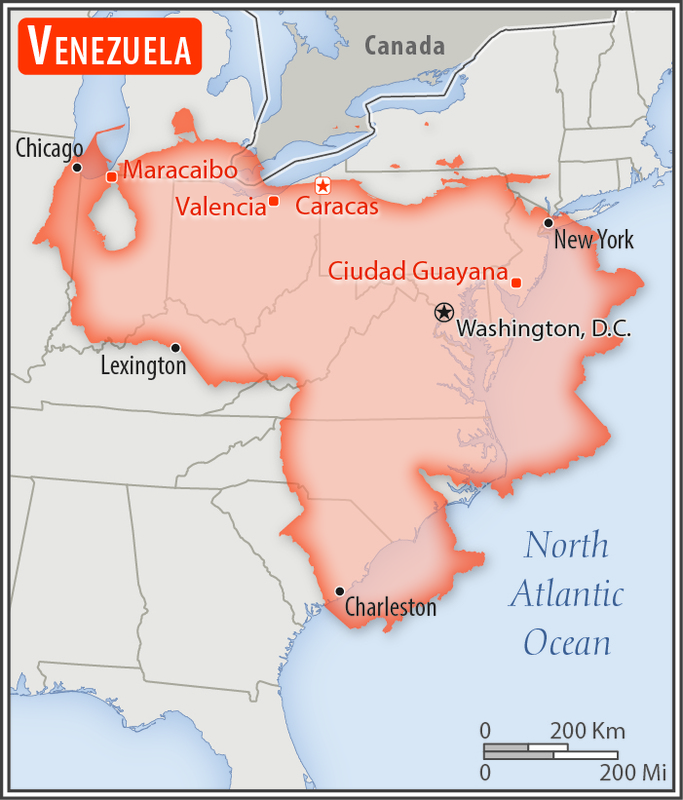 VENEZUELA
Canada
Chicago
Maracaibo
Valencia
Caracas
New York
Ciudad Guayana
Washington, D.C.
Lexington
North
Atlantic
Ocean
Charleston
0 200 Km
0 200 Mi